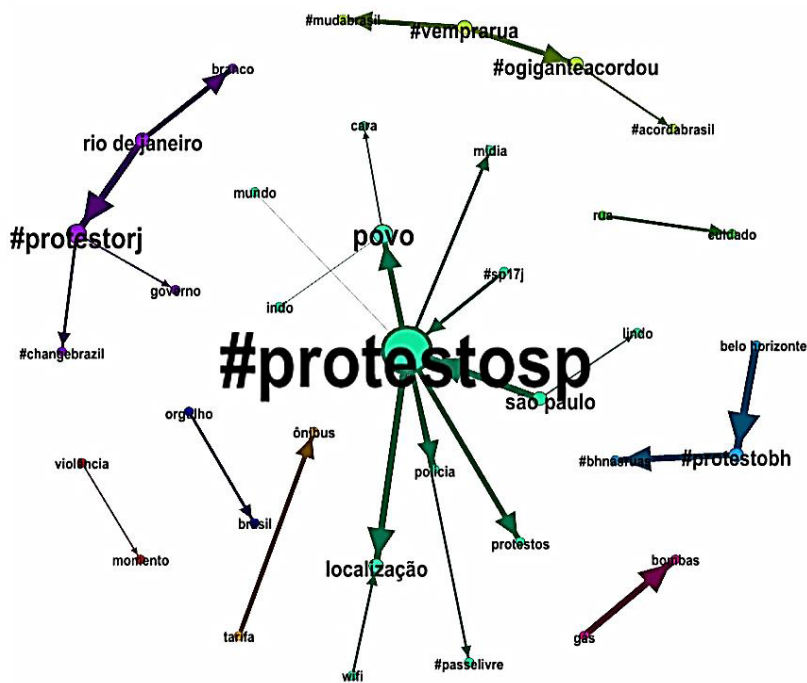 #mudabrasil
#vemprarua
#ogiganteacordou
branco
#acordabrasil
cara
rio de janeiro
mídia
mundo
rua
cuidado
povo
#protestorj
#sp17j
governo
indo
lindo
#changebrazil
#protestosp
belo horizonte
são paulo
orgulho
ônibus
#bhnasruas
#protestobh
violência
polícia
brasil
protestos
momento
localização
bombas
tarifa
gás
#passelivre
wifi